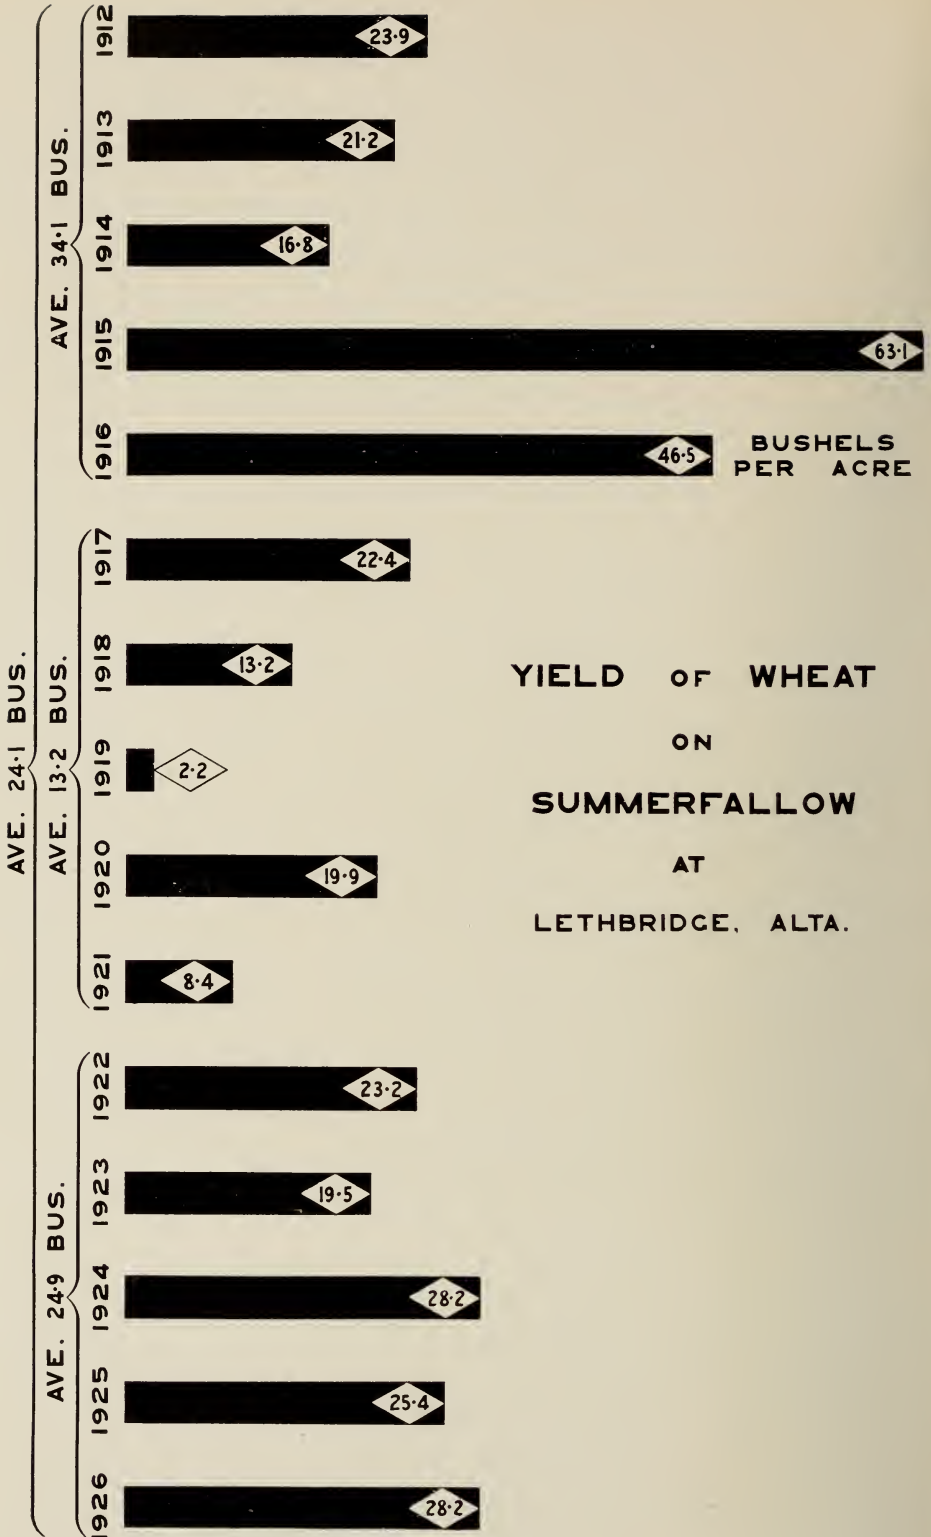 AVE. 24·1 BUS.
AVE. 34·1 BUS.
1912
23·9
1913
21·2
1914
16·8
1915
63·1
1916
46·5
BUSHELS
PER ACRE
AVE. 13·2 BUS.
1917
22·4
1918
13·2
1919
2·2
1920
19·9
1921
8·4
YIELD OF WHEAT
ON
SUMMERFALLOW
AT
LETHBRIDGE, ALTA.
AVE. 24·9 BUS.
1922
23·2
1923
19·5
1924
28·2
1925
25·4
1926
28·2